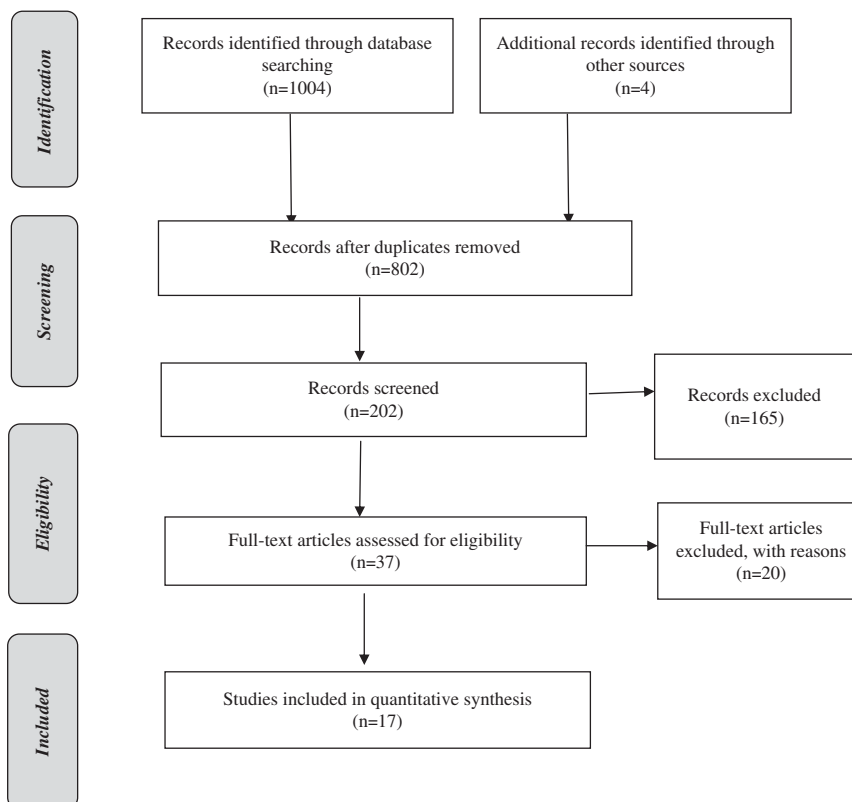 Identification
Records identified through database
searching
(n=1004)
Additional records identified through
other sources
(n=4)
Screening
Records after duplicates removed
(n=802)
Records screened
(n=202)
Records excluded
(n=165)
Eligibility
Full-text articles assessed for eligibility
(n=37)
Full-text articles
excluded, with reasons
(n=20)
Included
Studies included in quantitative synthesis
(n=17)